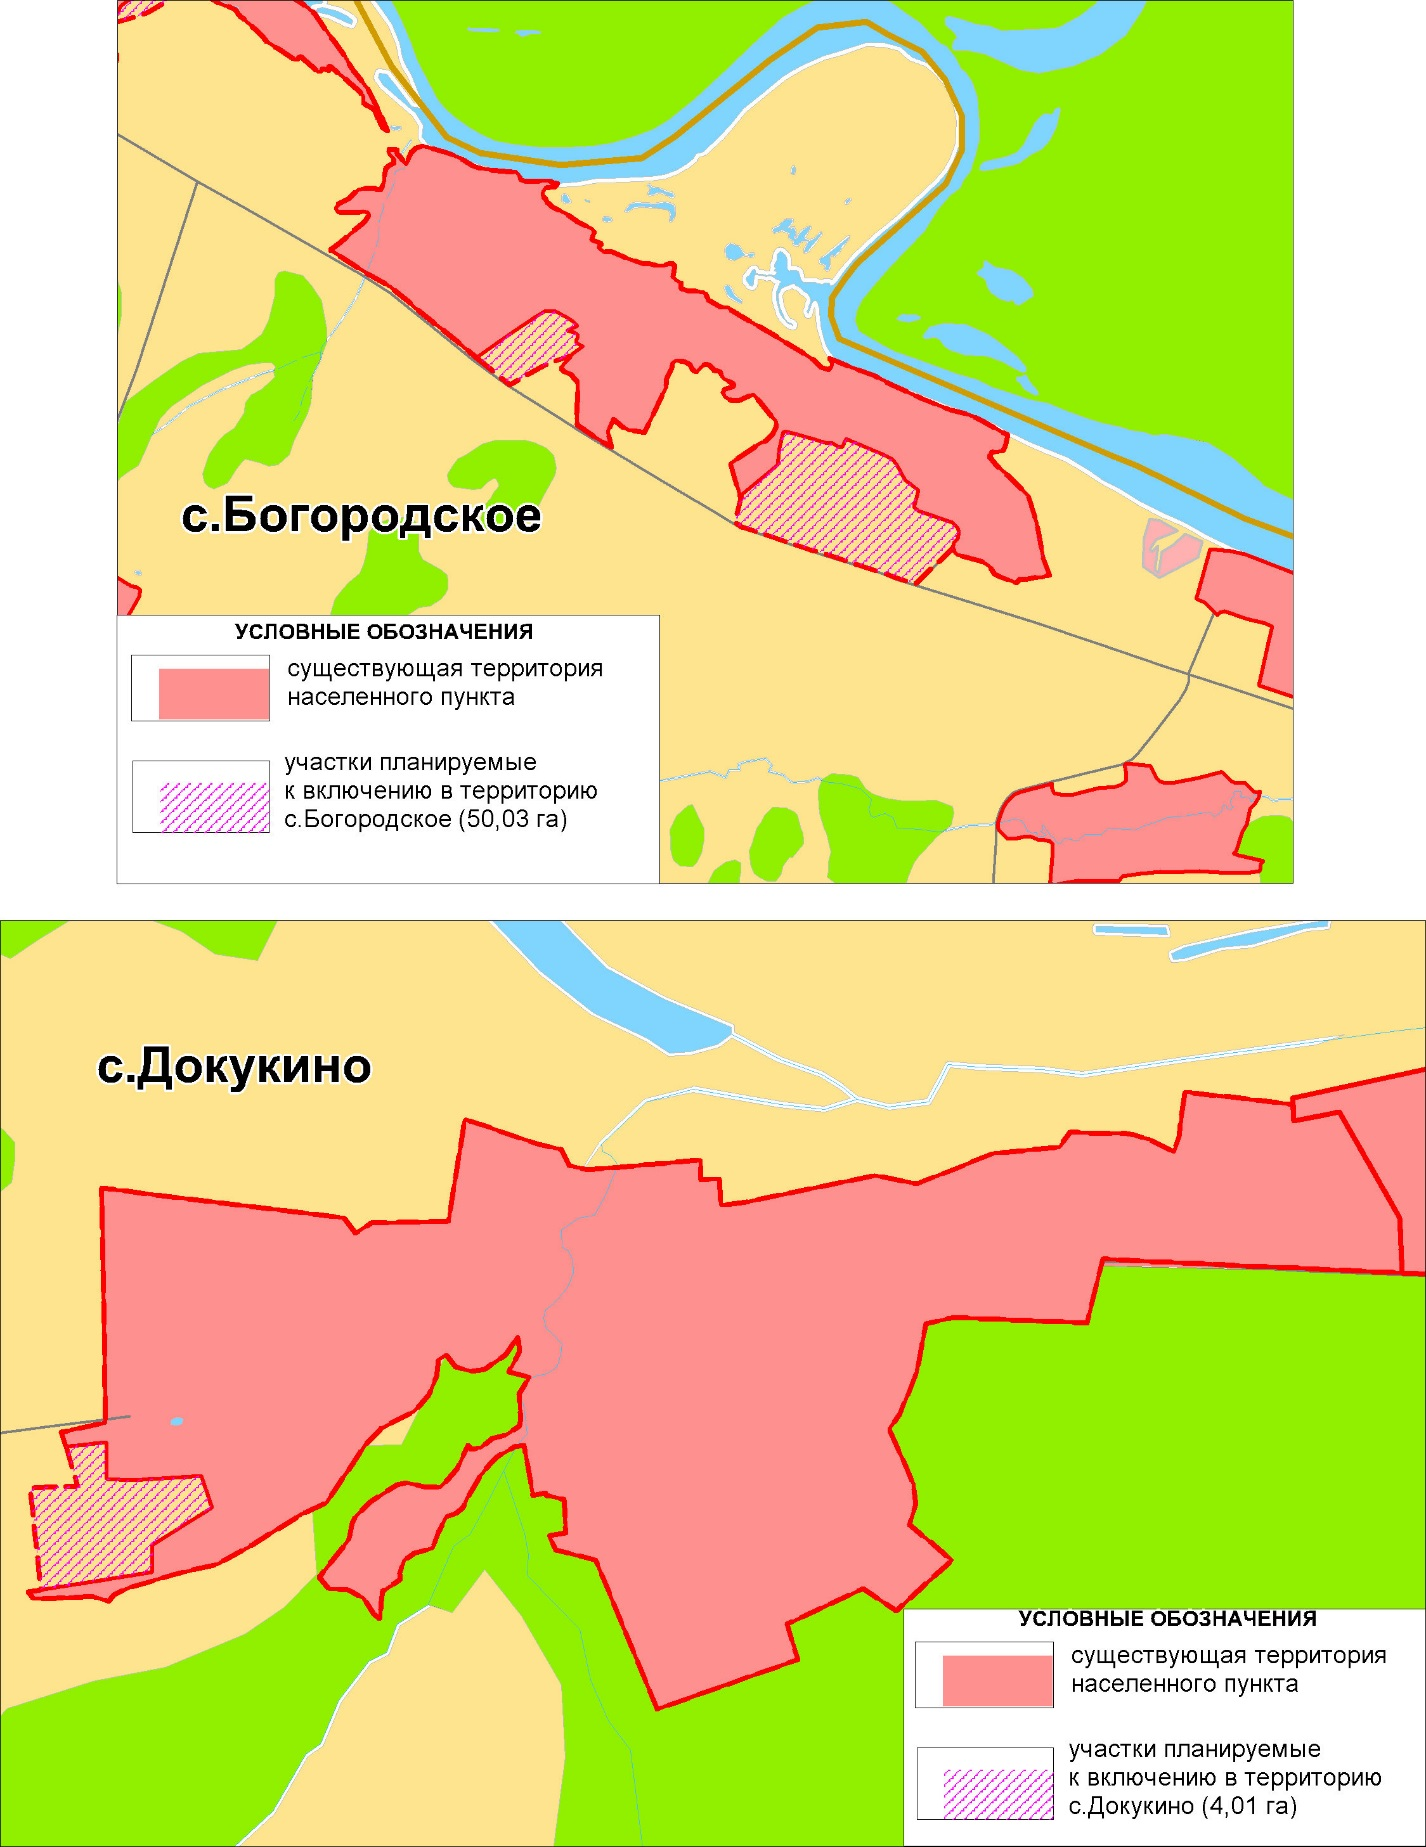 с.Богородское
УСЛОВНЫЕ ОБОЗНАЧЕНИЯ
существующая территория
населенного пункта
участки планируемые
к включению в территорию
с.Богородское (50,03 га)
с.Докукино
УСЛОВНЫЕ ОБОЗНАЧЕНИЯ
существующая территория
населенного пункта
участки планируемые
к включению в территорию
с.Докукино (4,01 га)